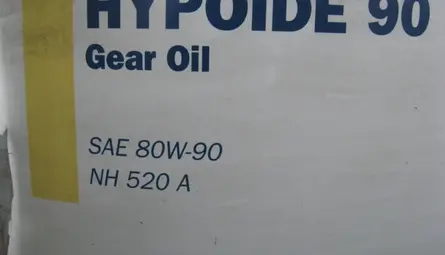 HYPOIDE 90
Gear Oil
SAE 80W-90
NH 520 A